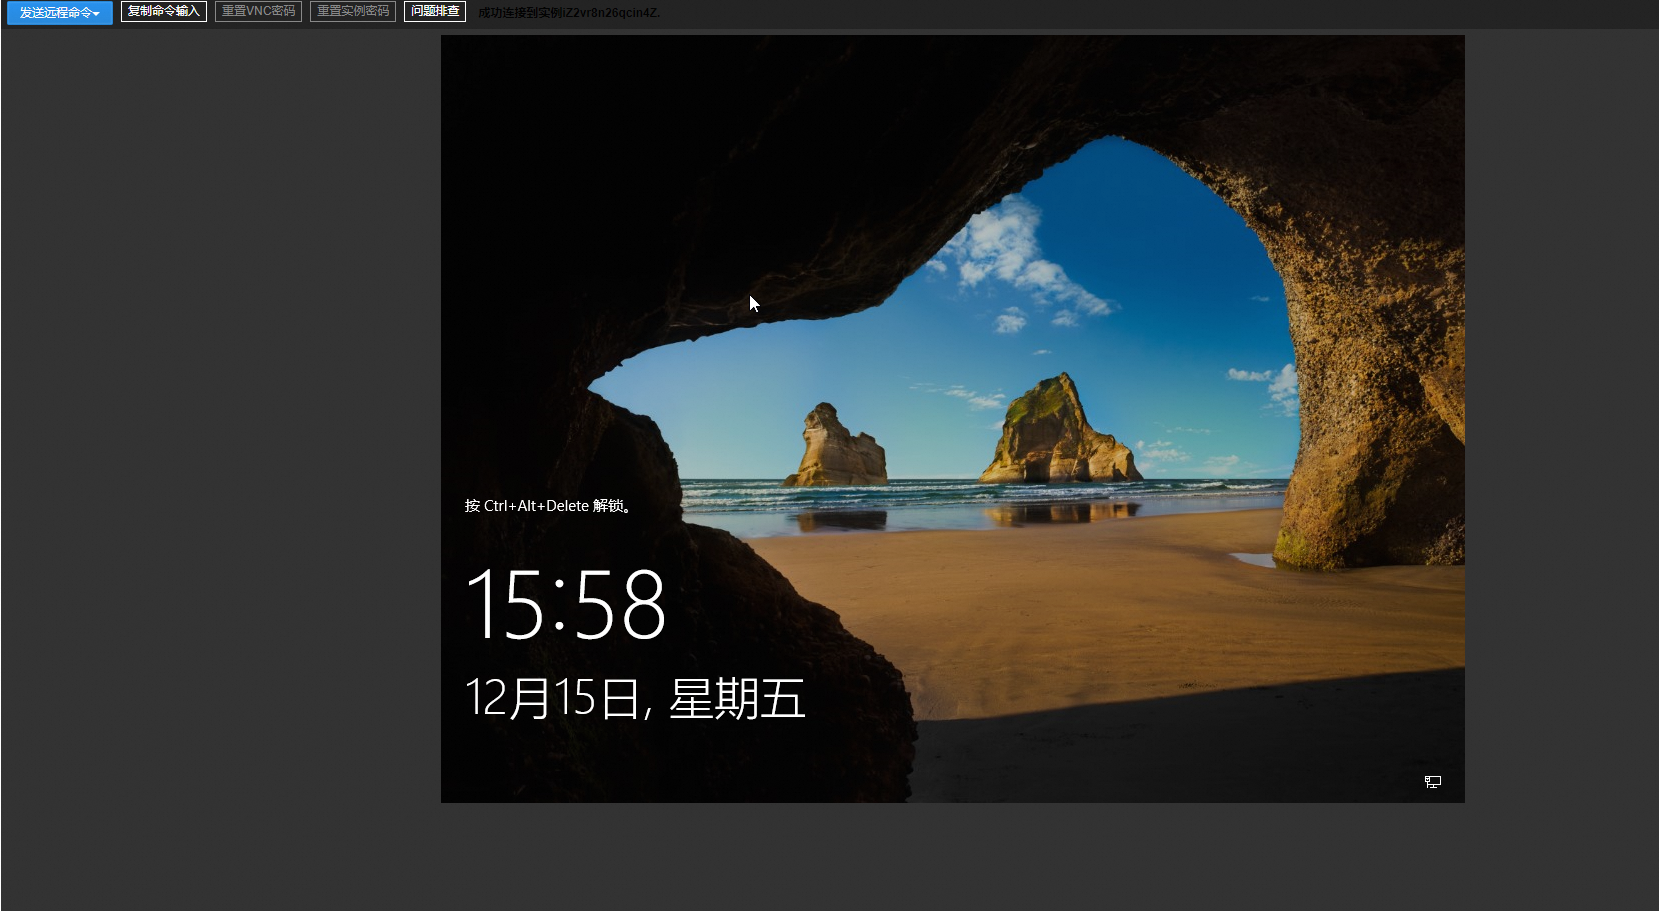 发送远程命令 复制命令输入 重置VNC密码 重置实例密码 问题排查 成功连接到实例iZ2vr8n26qcin4Z.
按 Ctrl+Alt+Delete 解锁。
15:58
12月15日, 星期五